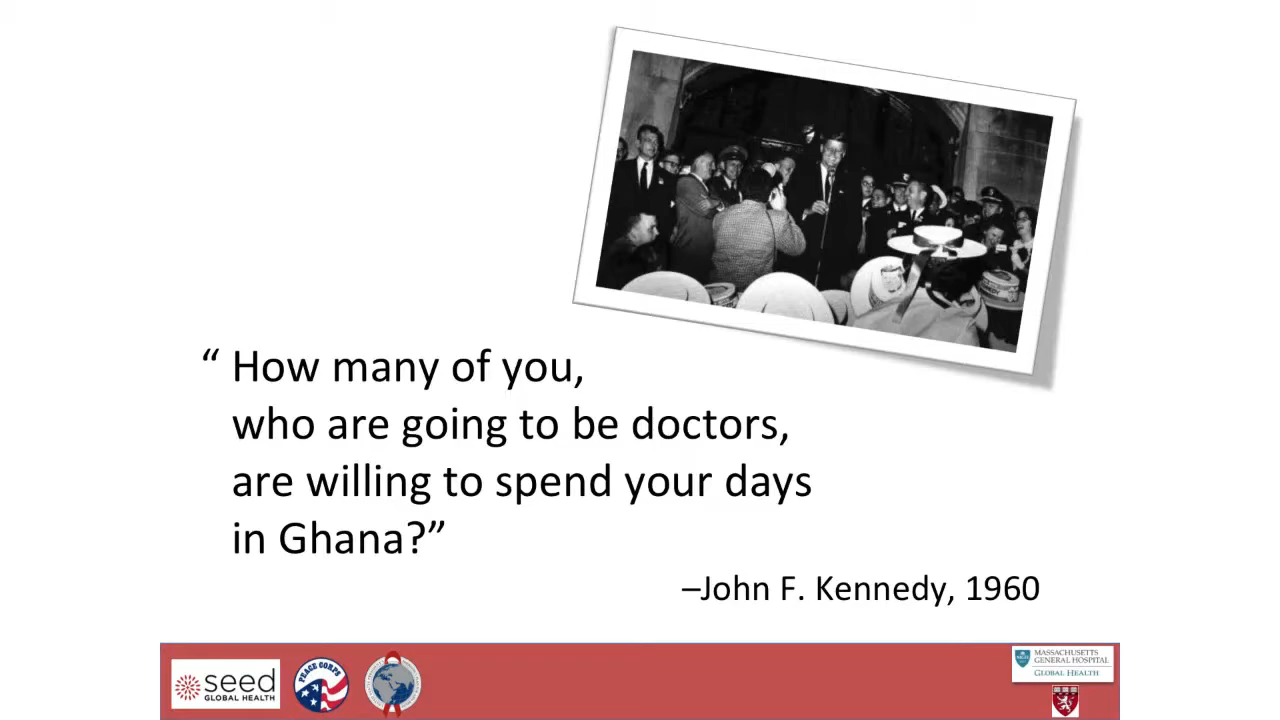 “ How many of you,
who are going to be doctors,
are willing to spend your days
in Ghana?”
–John F. Kennedy, 1960
seed
GLOBAL HEALTH
PEACE CORPS
MASSACHUSETTS
GENERAL HOSPITAL
GLOBAL HEALTH